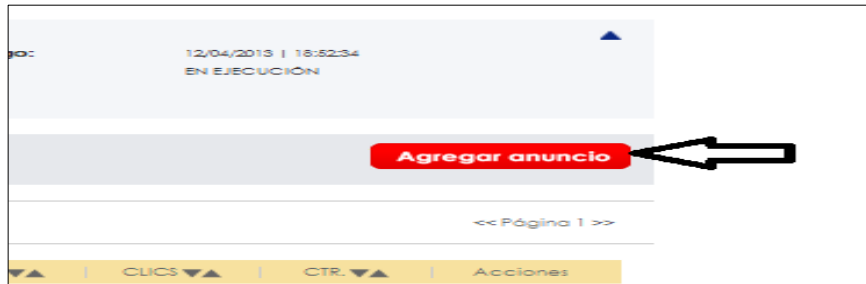 go: 12/04/2013 | 18:52:34
EN EJECUCIÓN
Agregar anuncio
<< Página 1 >>
▼▲ | CLICS ▼▲ | CTR. ▼▲ | Acciones